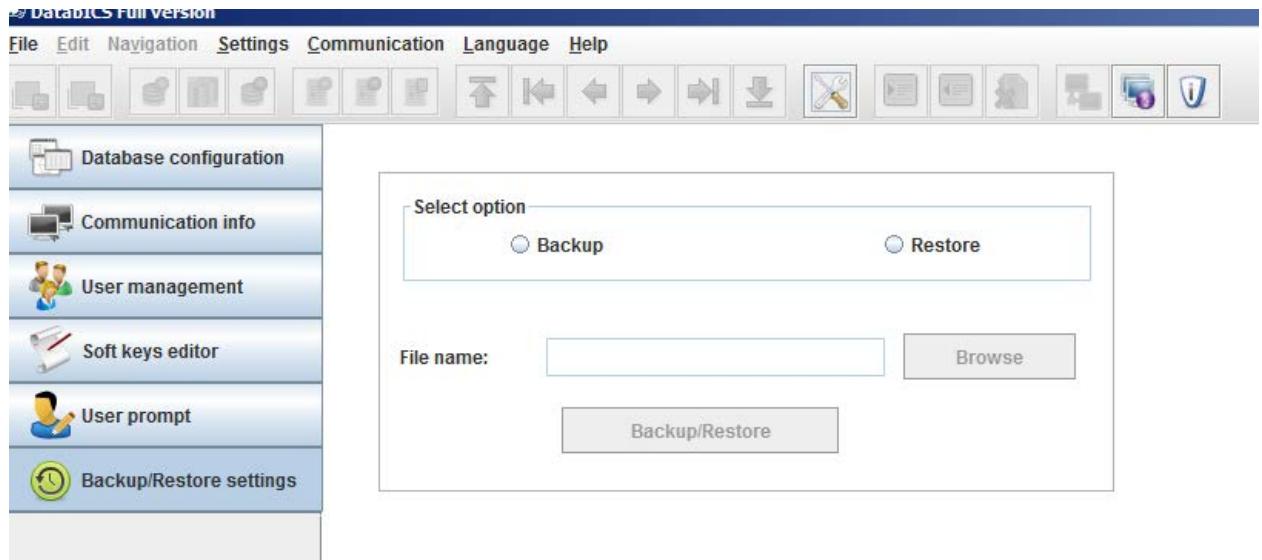 DatabICS Full Version
File Edit Navigation Settings Communication Language Help
Database configuration
Communication info
User management
Soft keys editor
User prompt
Backup/Restore settings
Select option
Backup Restore
File name: Browse
Backup/Restore